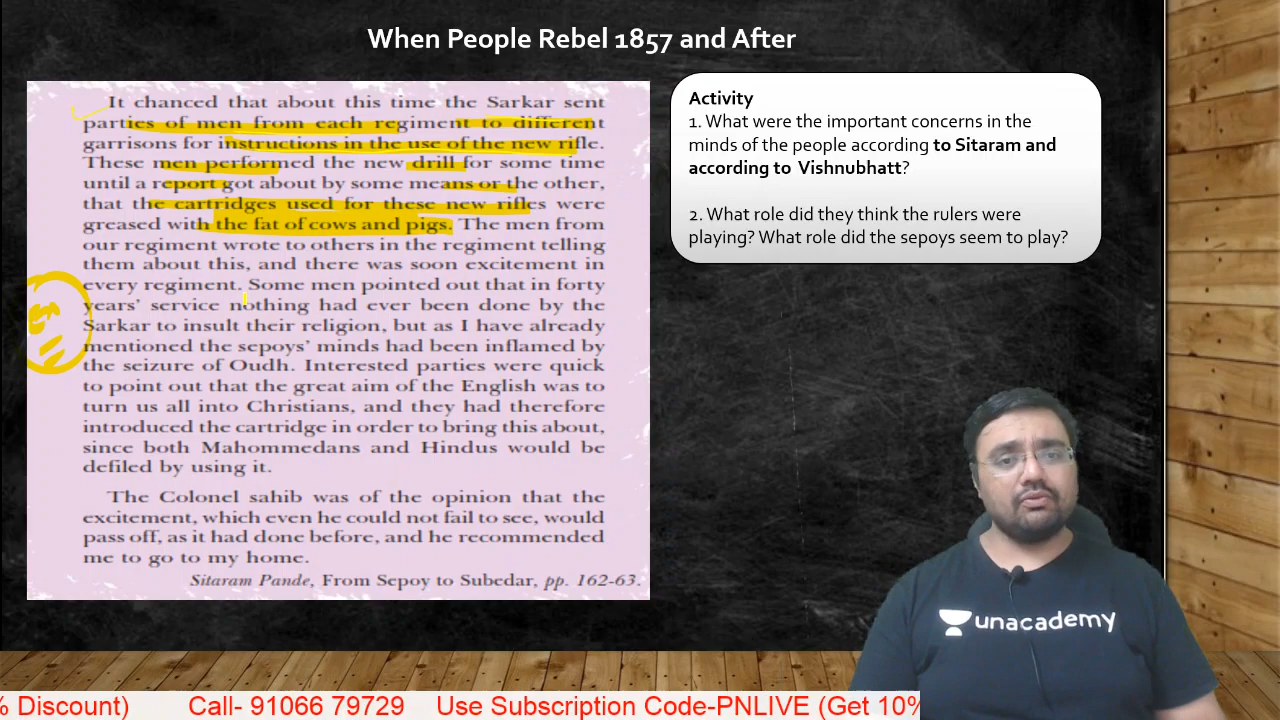 When People Rebel 1857 and After
It chanced that about this time the Sarkar sent
parties of men from each regiment to different
garrisons for instructions in the use of the new rifle.
These men performed the new drill for some time
until a report got about by some means or the other,
that the cartridges used for these new rifles were
greased with the fat of cows and pigs. The men from
our regiment wrote to others in the regiment telling
them about this, and there was soon excitement in
every regiment. Some men pointed out that in forty
years' service nothing had ever been done by the
Sarkar to insult their religion, but as I have already
mentioned the sepoys' minds had been inflamed by
the seizure of Oudh. Interested parties were quick
to point out that the great aim of the English was to
turn us all into Christians, and they had therefore
introduced the cartridge in order to bring this about,
since both Mahommedans and Hindus would be
defiled by using it.
The Colonel sahib was of the opinion that the
excitement, which even he could not fail to see, would
pass off, as it had done before, and he recommended
me to go to my home.
Sitaram Pande, From Sepoy to Subedar, pp. 162-63.
Activity
1. What were the important concerns in the
minds of the people according to Sitaram and
according to Vishnubhatt?
2. What role did they think the rulers were
playing? What role did the sepoys seem to play?
unacademy
% Discount) Call- 91066 79729 Use Subscription Code-PNLIVE (Get 10%